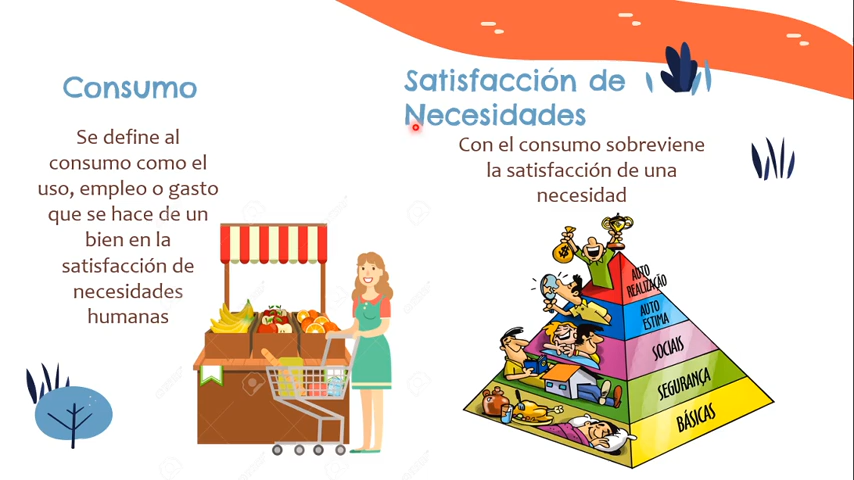 Consumo
Se define al
consumo como el
uso, empleo o gasto
que se hace de un
bien en la
satisfacción de
necesidades
humanas
Satisfacción de
Necesidades
Con el consumo sobreviene
la satisfacción de una
necesidad
AUTO
REALIZAÇÃO
AUTO
ESTIMA
SOCIAIS
SEGURANÇA
BÁSICAS